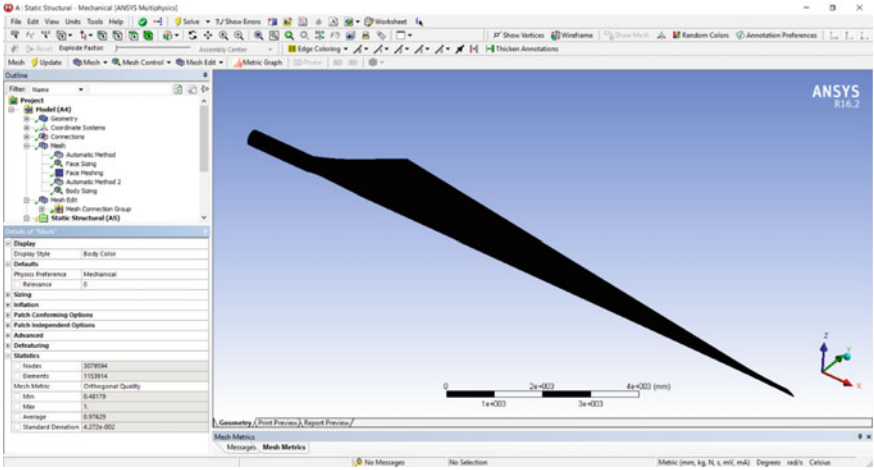 A : Static Structural - Mechanical [ANSYS Multiphysics]
File Edit View Units Tools Help Solve ?/ Show Errors Worksheet
Show Vertices Wireframe Show Mesh Random Colors Annotation Preferences
Reset Explode Factor: Assembly Center Edge Coloring Thicken Annotations
Mesh Update Mesh Mesh Control Mesh Edit Metric Graph Probe
Outline
Filter: Name
Project
Model (A4)
Geometry
Coordinate Systems
Connections
Mesh
Automatic Method
Face Sizing
Face Meshing
Automatic Method 2
Body Sizing
Mesh Edit
Mesh Connection Group
Static Structural (A5)
Details of "Mesh"
Display
Display Style Body Color
Defaults
Physics Preference Mechanical
Relevance 0
Sizing
Inflation
Patch Conforming Options
Patch Independent Options
Advanced
Defeaturing
Statistics
Nodes 3079594
Elements 1153914
Mesh Metric Orthogonal Quality
Min 0.48179
Max 1.
Average 0.97629
Standard Deviation 4.272e-002
ANSYS
R16.2
Z
Y
X
0 2e+003 4e+003 (mm)
1e+003 3e+003
Geometry Print Preview Report Preview
Mesh Metrics
Messages Mesh Metrics
No Messages No Selection Metric (mm, kg, N, s, mV, mA) Degrees rad/s Celsius